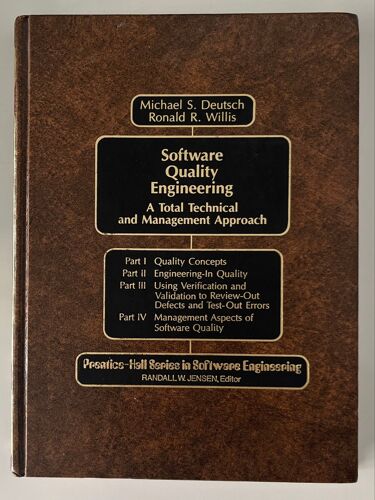 Michael S. Deutsch
Ronald R. Willis
Software
Quality
Engineering
A Total Technical
and Management Approach
Part I Quality Concepts
Part II Engineering-In Quality
Part III Using Verification and
Validation to Review-Out
Defects and Test-Out Errors
Part IV Management Aspects of
Software Quality
Prentice-Hall Series in Software Engineering
RANDALL W. JENSEN, Editor